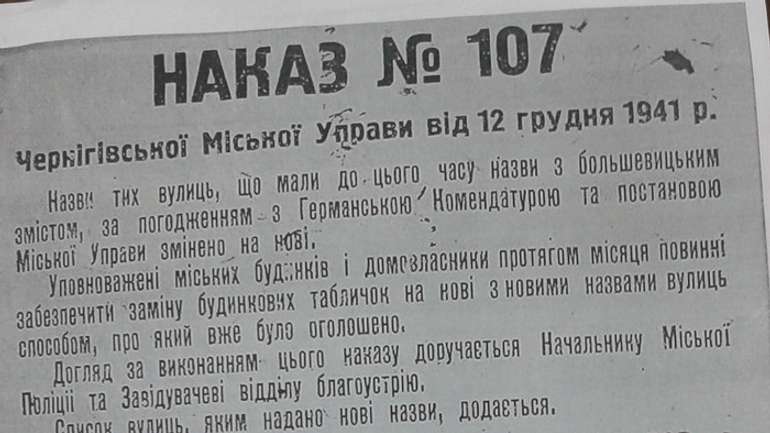 НАКАЗ № 107
Чернігівської Міської Управи від 12 грудня 1941 р.
Назви тих вулиць, що мали до цього часу назви з большевицьким
змістом, за погодженням з Германською Комендатурою та постановою
Міської Управи змінено на нові.
Уповноважені міських будинків і домовласники протягом місяця повинні
забезпечити заміну будинкових табличок на нові з новими назвами вулиць
способом, про який вже було оголошено.
Догляд за виконанням цього наказу доручається Начальнику Міської
Поліції та Завідувачеві відділу благоустрію.
Список вулиць, яким надано нові назви, додається.